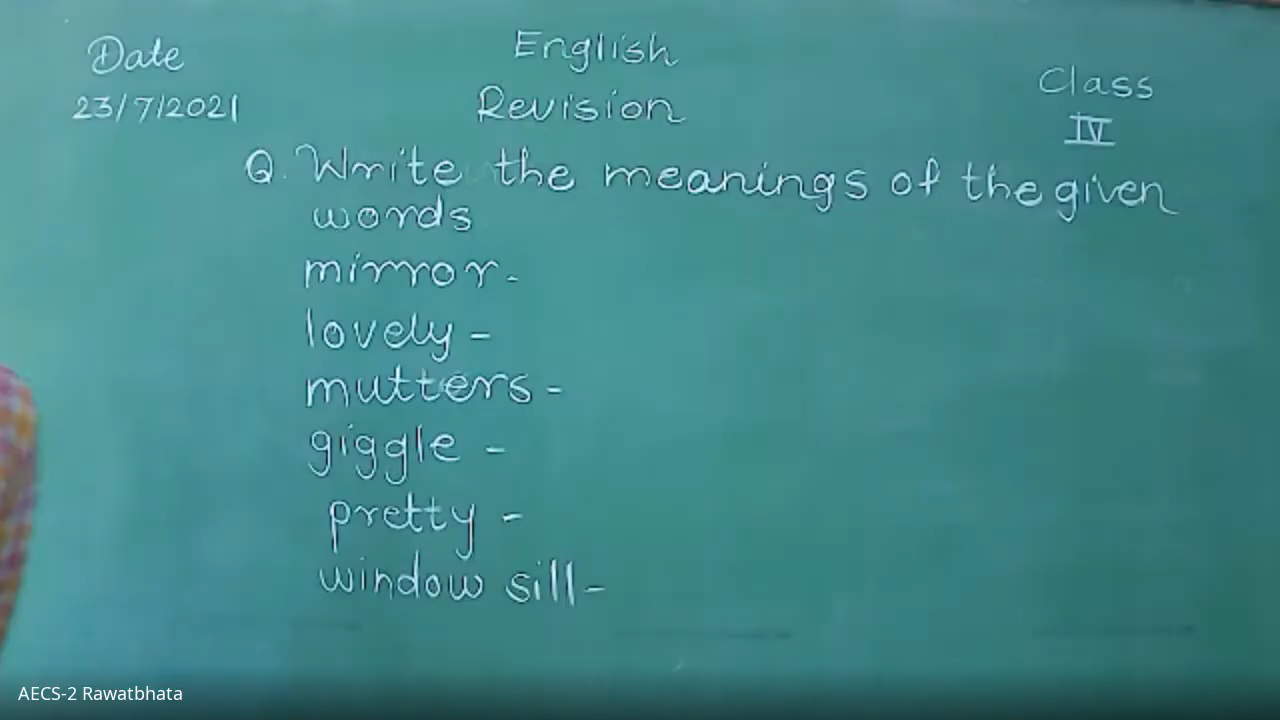 Date
23/7/2021
English
Revision
Class
IV
Q. Write the meanings of the given
words
mirror -
lovely -
mutters -
giggle -
pretty -
window sill -
AECS-2 Rawatbhata